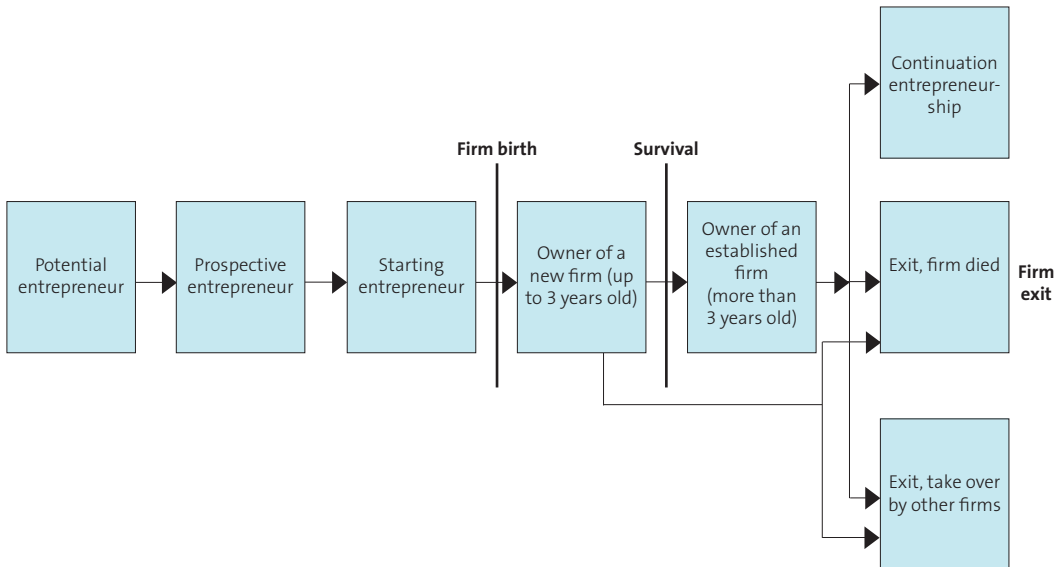 Continuation
entrepreneur-
ship
Firm birth
Survival
Potential
entrepreneur
Prospective
entrepreneur
Starting
entrepreneur
Owner of a
new firm (up
to 3 years old)
Owner of an
established
firm
(more than
3 years old)
Exit, firm died
Firm
exit
Exit, take over
by other firms